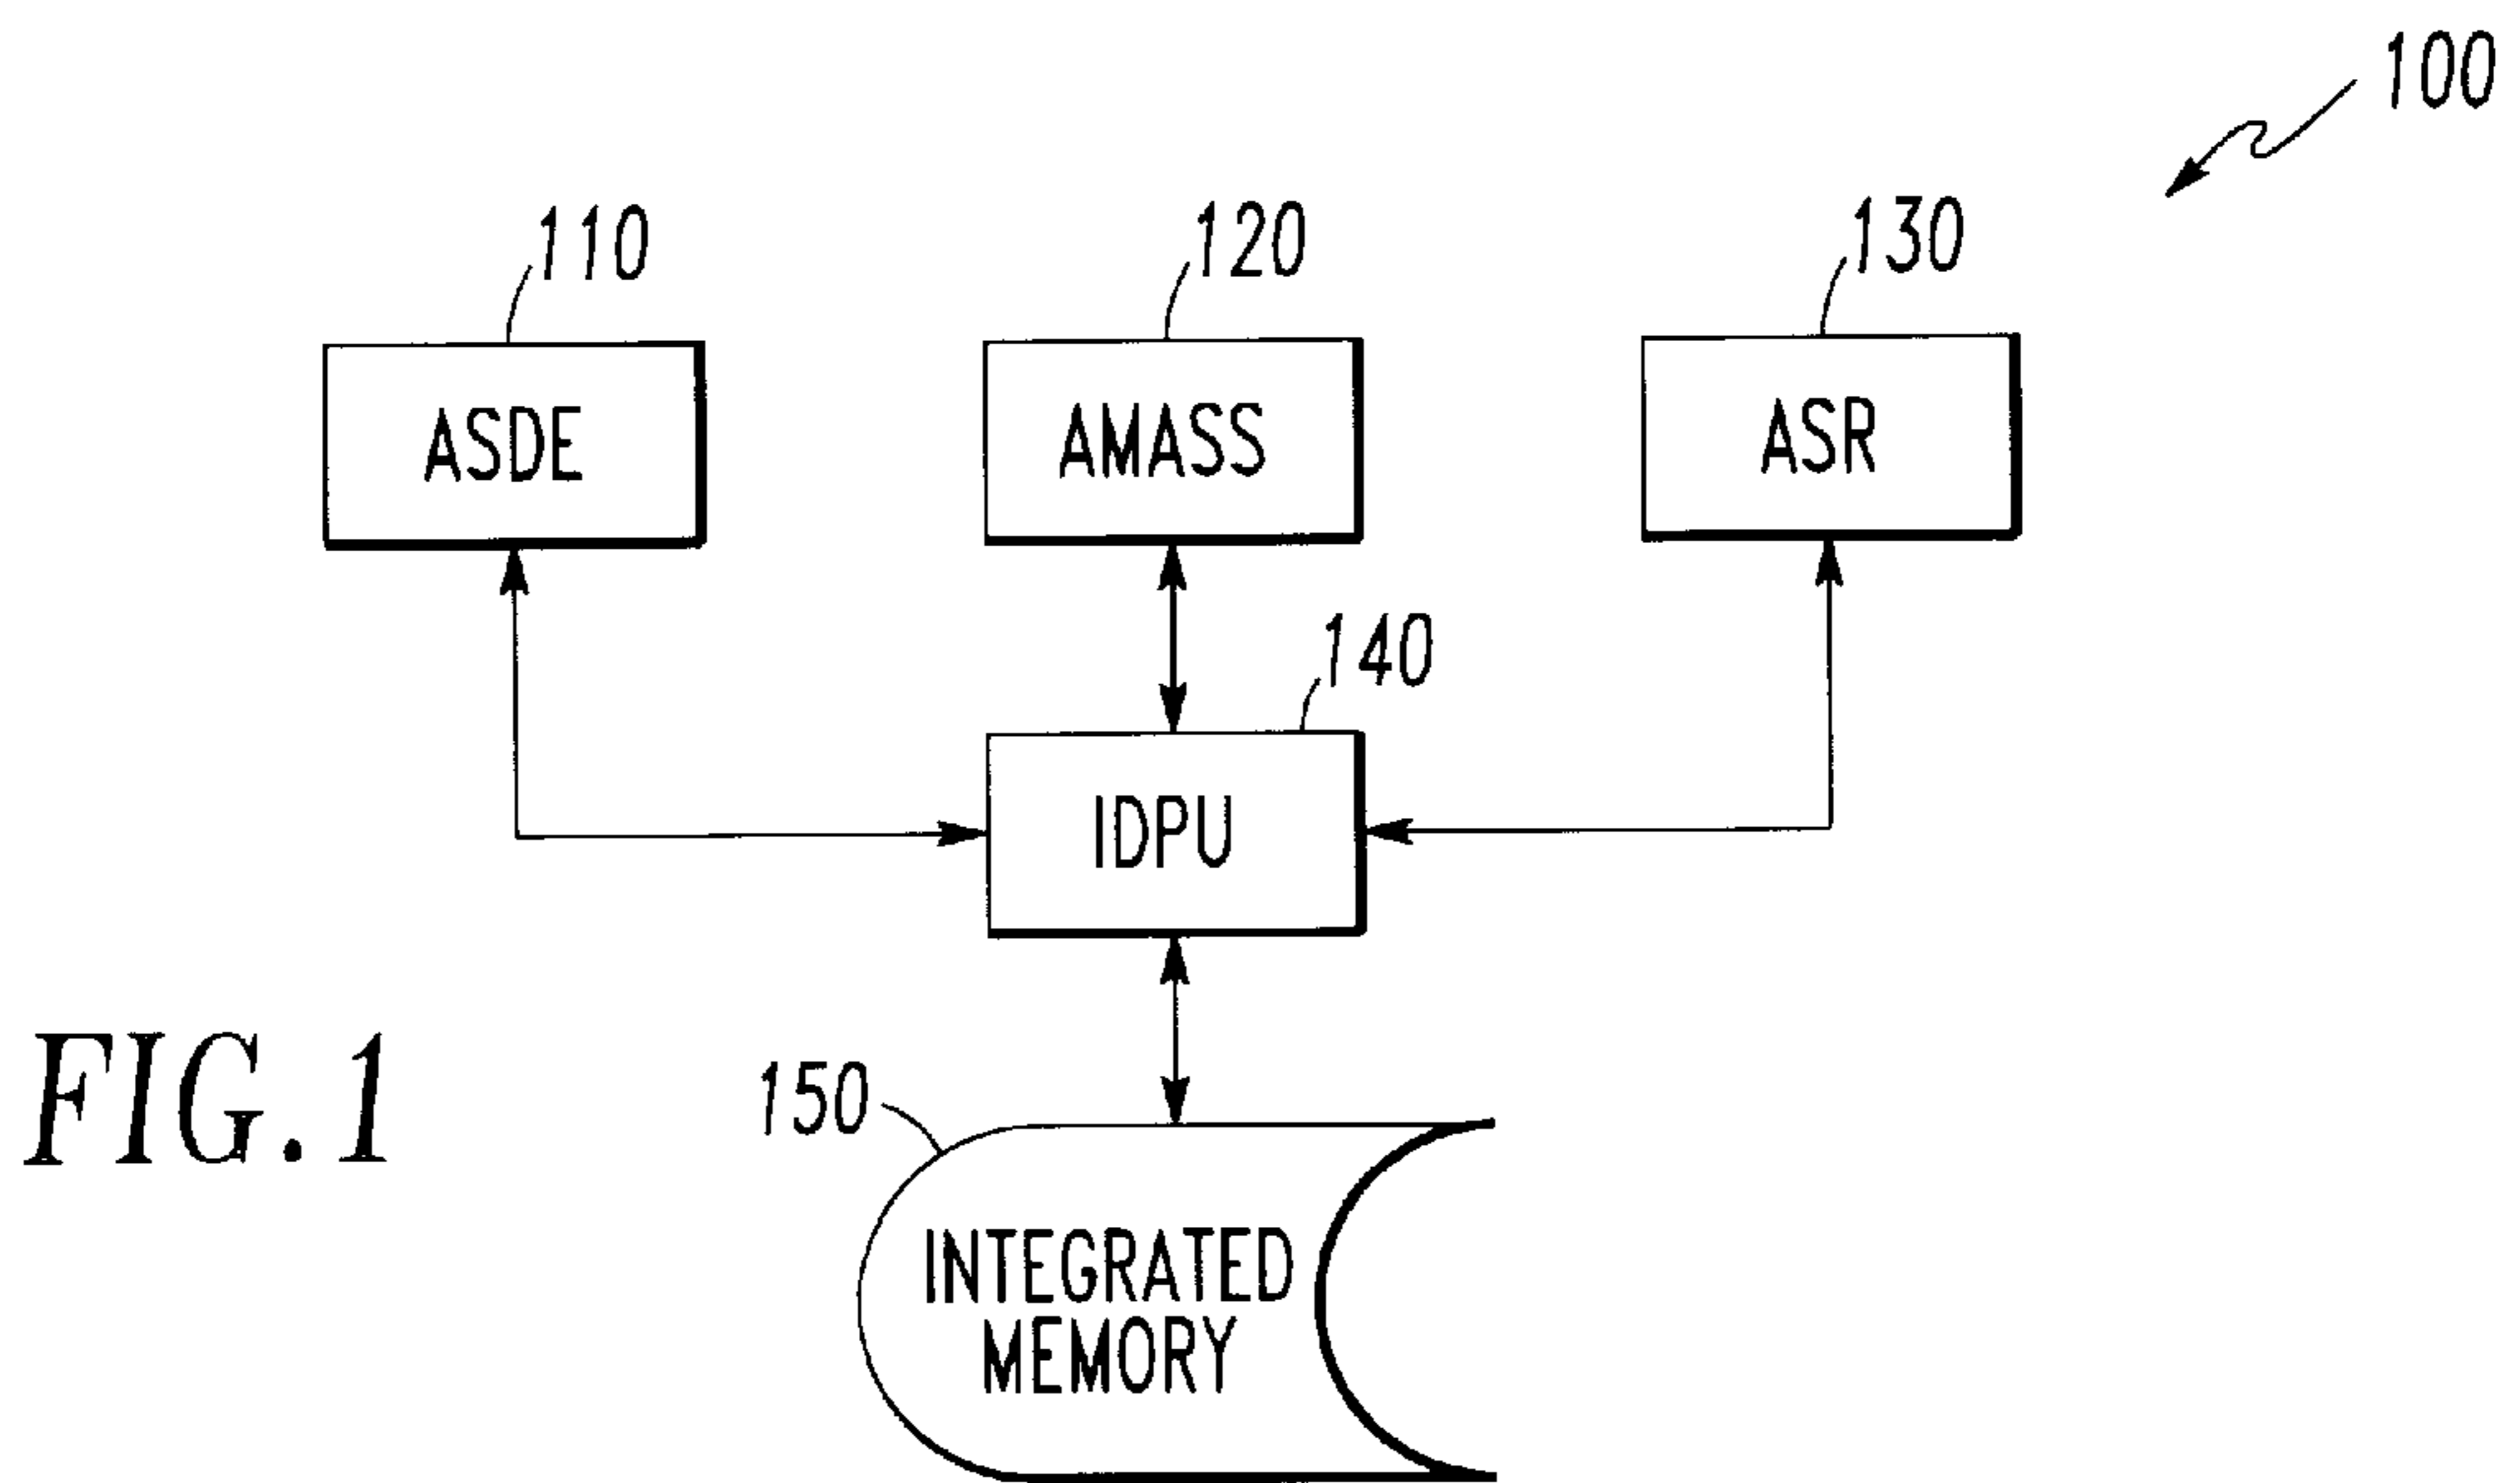 100
110
120
130
ASDE
AMASS
ASR
140
IDPU
FIG.1
150
INTEGRATED
MEMORY